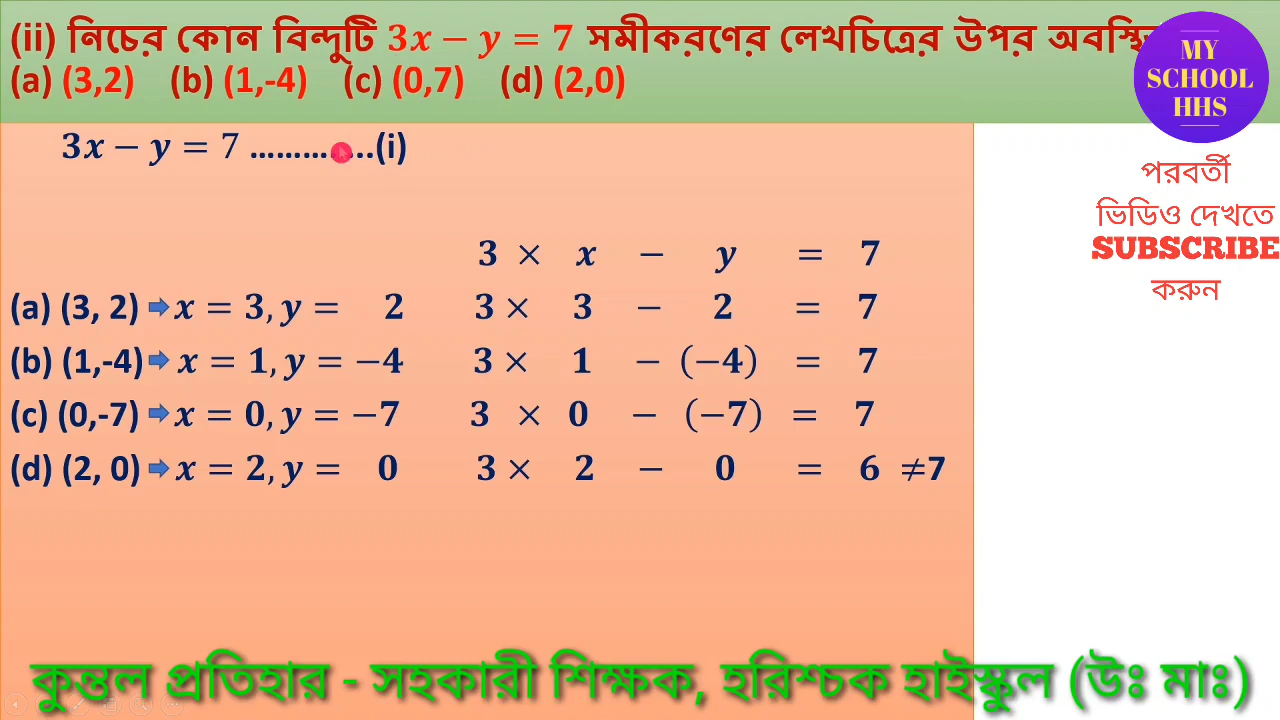 (ii) নিচের কোন বিন্দুটি 3x − y = 7 সমীকরণের লেখচিত্রের উপর
(a) (3,2) (b) (1,-4) (c) (0,7) (d) (2,0)
MY
SCHOOL
HHS
পরবর্তী
ভিডিও দেখতে
SUBSCRIBE
করুন
3x − y = 7 ..............(i)
3 × x − y = 7
(a) (3, 2) ➡ x = 3, y = 2 3 × 3 − 2 = 7
(b) (1,-4) ➡ x = 1, y = −4 3 × 1 − (−4) = 7
(c) (0,-7) ➡ x = 0, y = −7 3 × 0 − (−7) = 7
(d) (2, 0) ➡ x = 2, y = 0 3 × 2 − 0 = 6 ≠7
কুন্তল প্রতিহার - সহকারী শিক্ষক, হরিশ্চক হাইস্কুল (উঃ মাঃ)